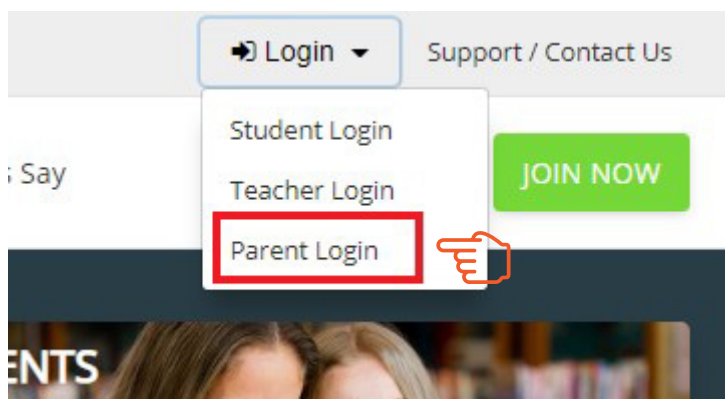 Login
Support / Contact Us
Student Login
Say
JOIN NOW
Teacher Login
Parent Login
ENTS